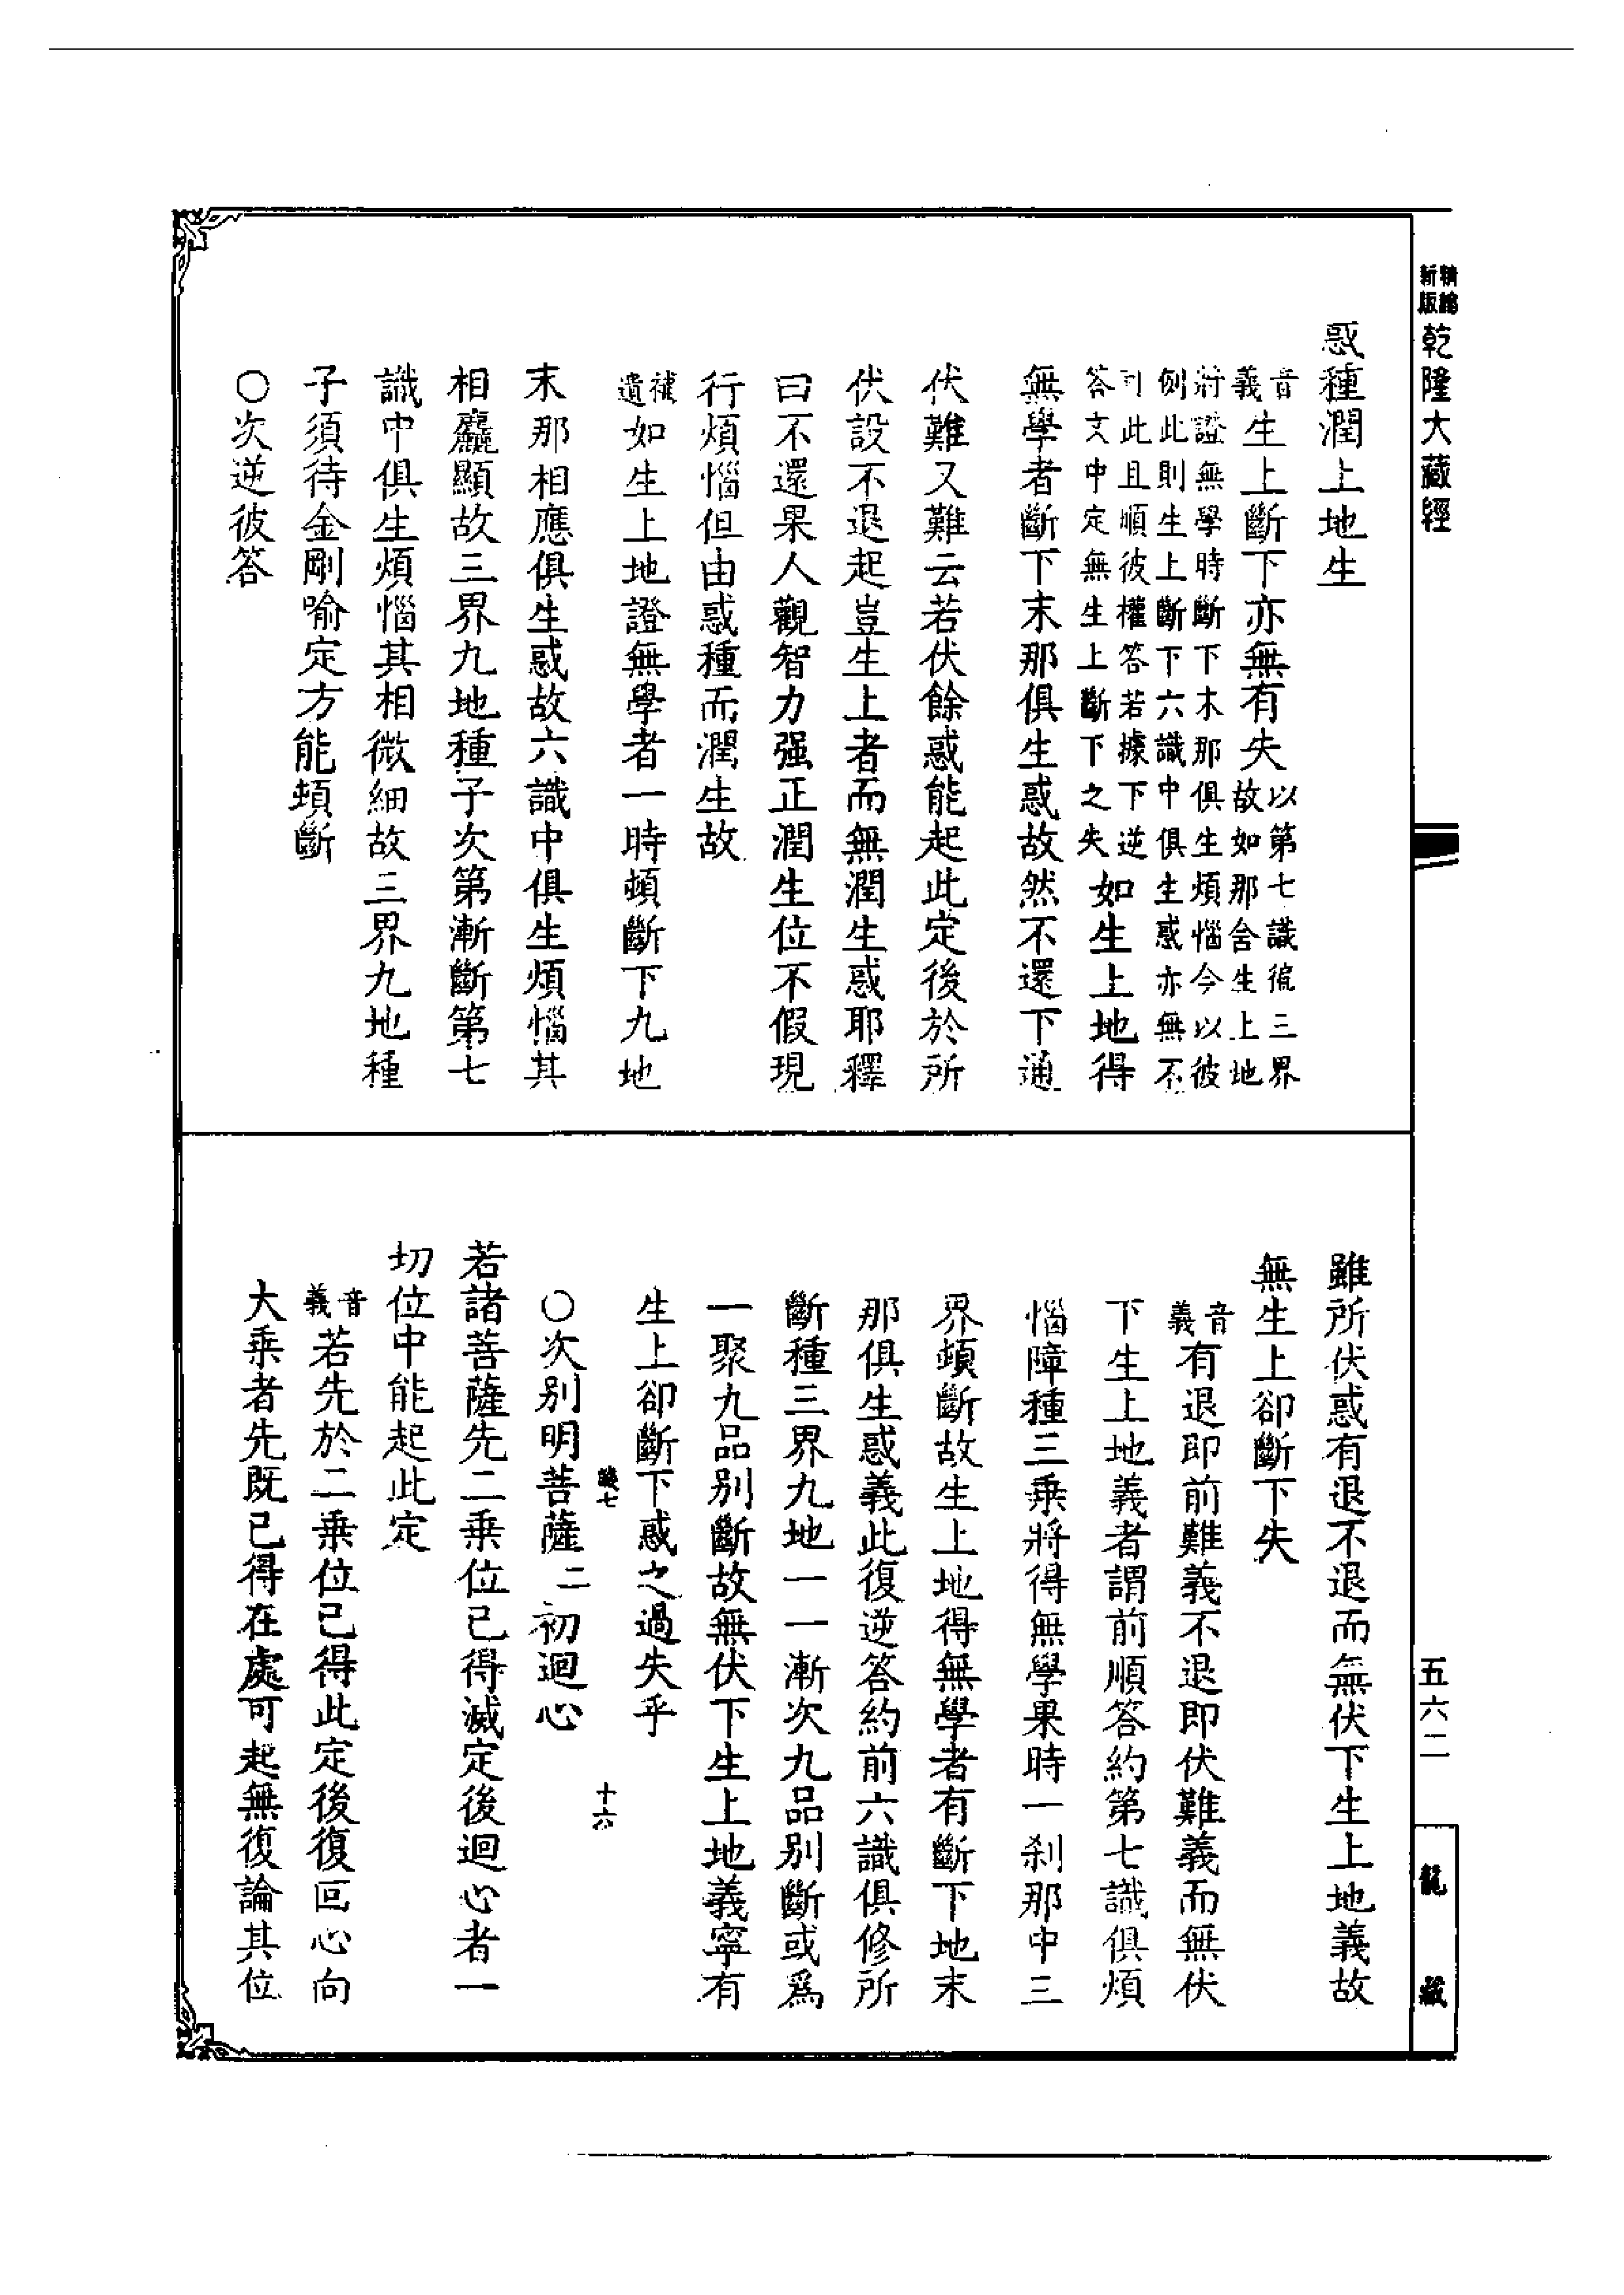 精縮新版
乾隆大藏經
惑種潤上地生
音義生上斷下亦無有失以第七識從三界
故如那含生上地
將證無學時斷下末那俱生煩惱今以彼
例此則生上斷下六識中俱生惑亦無不
可此且順彼權答若據下逆
答文中定無生上斷下之失如生上地得
無學者斷下末那俱生惑故然不還下通
伏難又難云若伏餘惑能起此定後於所
伏設不退起豈生上者而無潤生惑耶釋
曰不還果人觀智力强正潤生位不假現
行煩惱但由惑種而潤生故
補遺如生上地證無學者一時頓斷下九地
末那相應俱生惑故六識中俱生煩惱其
相麤顯故三界九地種子次第漸斷第七
識中俱生煩惱其相微細故三界九地種
子須待金剛喻定方能頓斷
○次逆彼答
雖所伏惑有退不退而無伏下生上地義故
無生上卻斷下失
音義有退即前難義不退即伏難義而無伏
下生上地義者謂前順答約第七識俱煩
惱障種三乘將得無學果時一刹那中三
界頓斷故生上地得無學者有斷下地末
那俱生惑義此復逆答約前六識俱修所
斷種三界九地一一漸次九品別斷或爲
一聚九品別斷故無伏下生上地義寧有
生上卻斷下惑之過失乎
十六
○次別明菩薩二初迴心
若諸菩薩先二乘位已得滅定後迴心者一
切位中能起此定
音義若先於二乘位已得此定後復回心向
大乘者先既已得在處可起無復論其位
五六二
龍藏